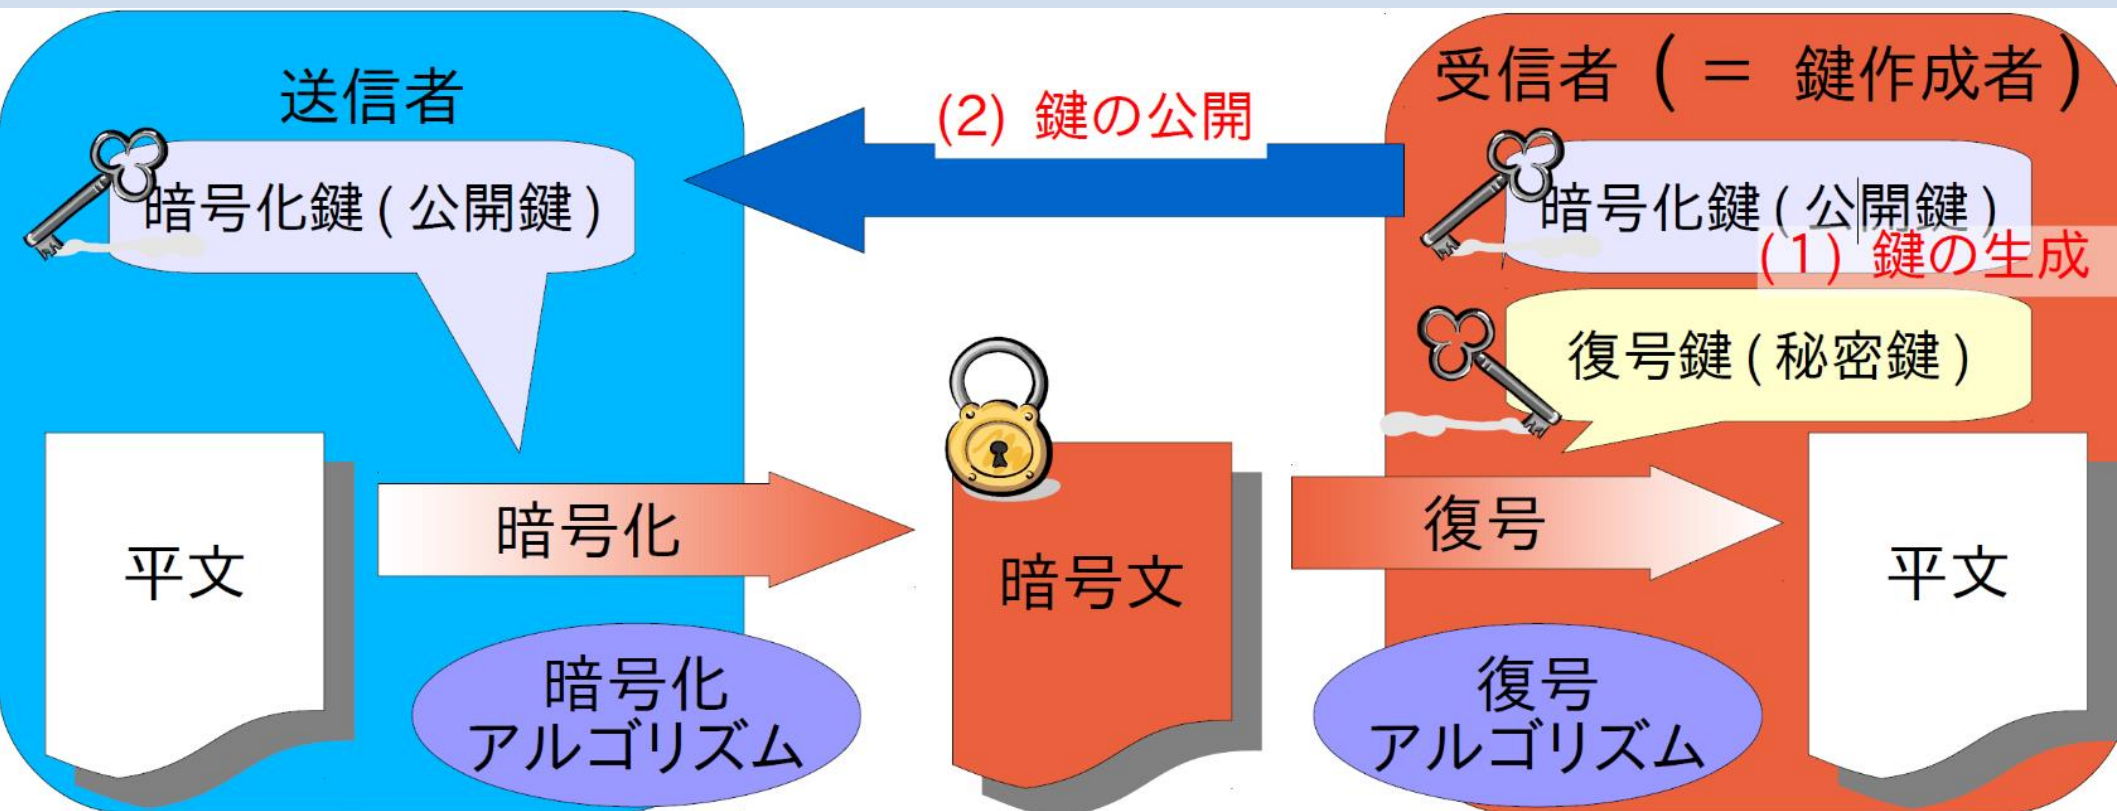 送信者
受信者 ( = 鍵作成者 )
(2) 鍵の公開
暗号化鍵 ( 公開鍵 )
暗号化鍵 ( 公開鍵 )
(1) 鍵の生成
復号鍵 ( 秘密鍵 )
平文
暗号化
暗号文
復号
平文
暗号化
アルゴリズム
復号
アルゴリズム